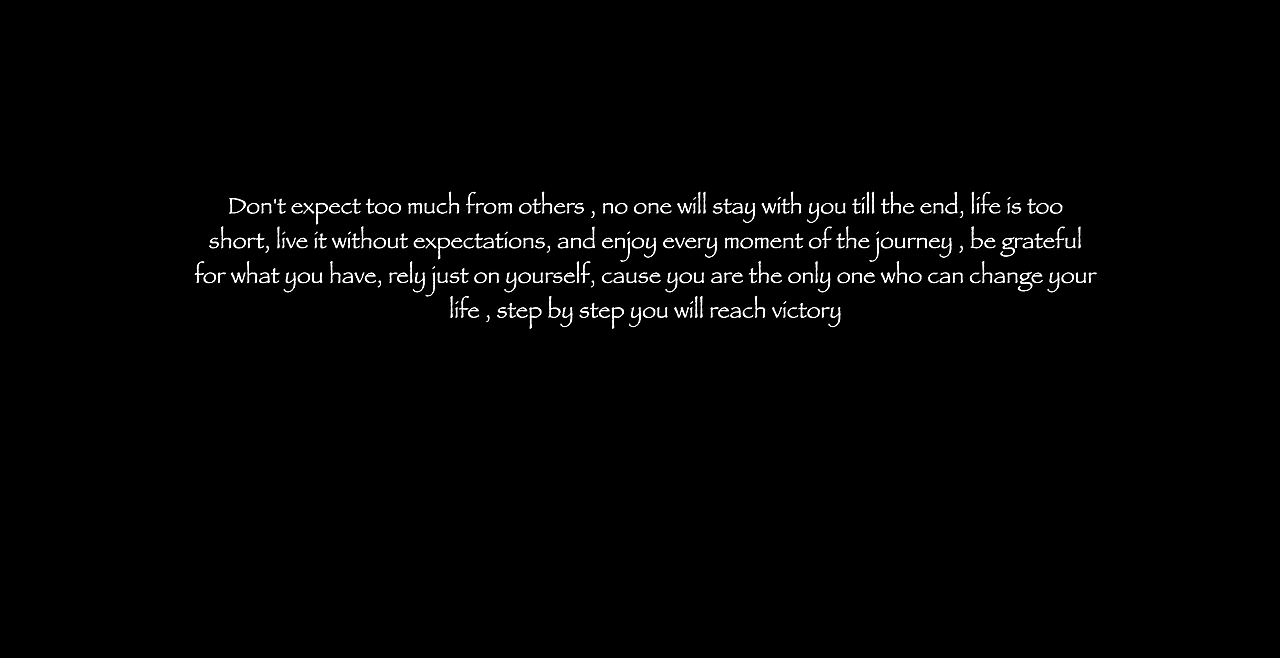 Don't expect too much from others , no one will stay with you till the end, life is too
short, live it without expectations, and enjoy every moment of the journey , be grateful
for what you have, rely just on yourself, cause you are the only one who can change your
life , step by step you will reach victory